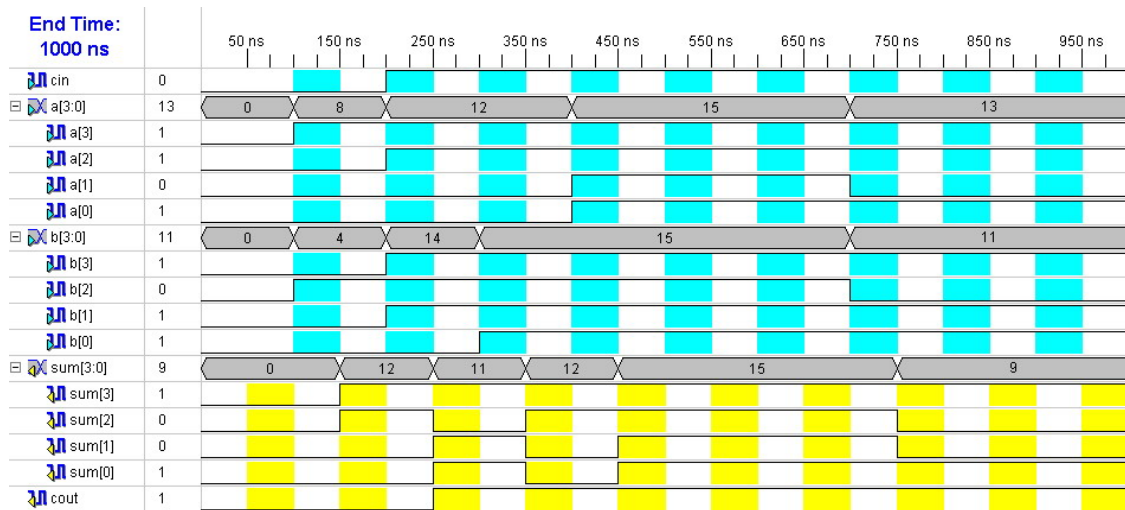 End Time:
1000 ns
50 ns 150 ns 250 ns 350 ns 450 ns 550 ns 650 ns 750 ns 850 ns 950 ns
cin 0
a[3:0] 13 0 8 12 15 13
a[3] 1
a[2] 1
a[1] 0
a[0] 1
b[3:0] 11 0 4 14 15 11
b[3] 1
b[2] 0
b[1] 1
b[0] 1
sum[3:0] 9 0 12 11 12 15 9
sum[3] 1
sum[2] 0
sum[1] 0
sum[0] 1
cout 1